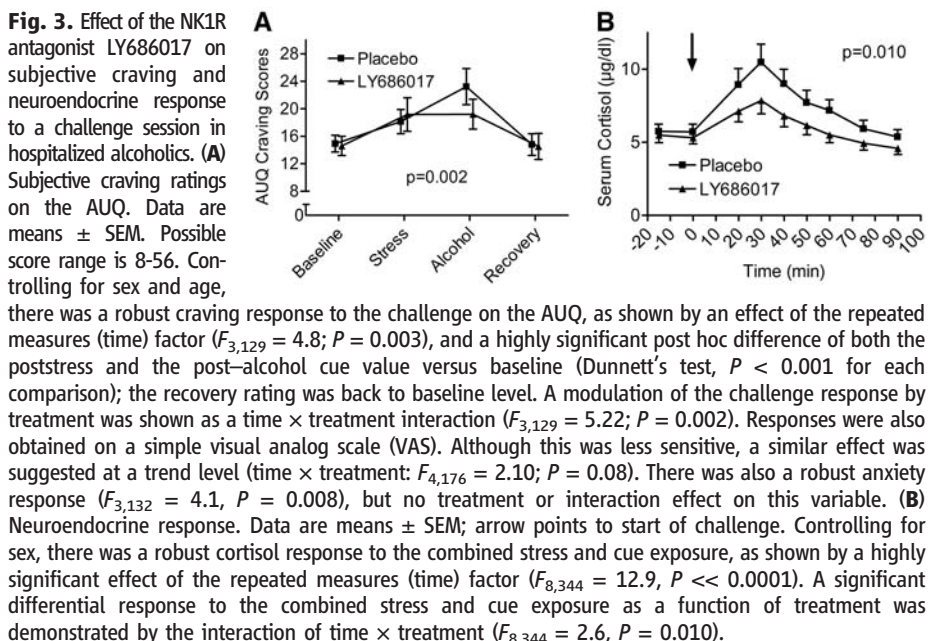 Fig. 3. Effect of the NK1R
antagonist LY686017 on
subjective craving and
neuroendocrine response
to a challenge session in
hospitalized alcoholics. (A)
Subjective craving ratings
on the AUQ. Data are
means ± SEM. Possible
score range is 8-56. Con-
trolling for sex and age,
A
AUQ Craving Scores
28
24
20
16
12
8
0
Placebo
LY686017
p=0.002
Baseline
Stress
Alcohol
Recovery
B
Serum Cortisol (µg/dl)
10
5
0
p=0.010
Placebo
LY686017
-20
-10
0
10
20
30
40
50
60
70
80
90
100
Time (min)
there was a robust craving response to the challenge on the AUQ, as shown by an effect of the repeated
measures (time) factor (F3,129 = 4.8; P = 0.003), and a highly significant post hoc difference of both the
poststress and the post–alcohol cue value versus baseline (Dunnett's test, P < 0.001 for each
comparison); the recovery rating was back to baseline level. A modulation of the challenge response by
treatment was shown as a time × treatment interaction (F3,129 = 5.22; P = 0.002). Responses were also
obtained on a simple visual analog scale (VAS). Although this was less sensitive, a similar effect was
suggested at a trend level (time × treatment: F4,176 = 2.10; P = 0.08). There was also a robust anxiety
response (F3,132 = 4.1, P = 0.008), but no treatment or interaction effect on this variable. (B)
Neuroendocrine response. Data are means ± SEM; arrow points to start of challenge. Controlling for
sex, there was a robust cortisol response to the combined stress and cue exposure, as shown by a highly
significant effect of the repeated measures (time) factor (F8,344 = 12.9, P << 0.0001). A significant
differential response to the combined stress and cue exposure as a function of treatment was
demonstrated by the interaction of time × treatment (F8,344 = 2.6, P = 0.010).